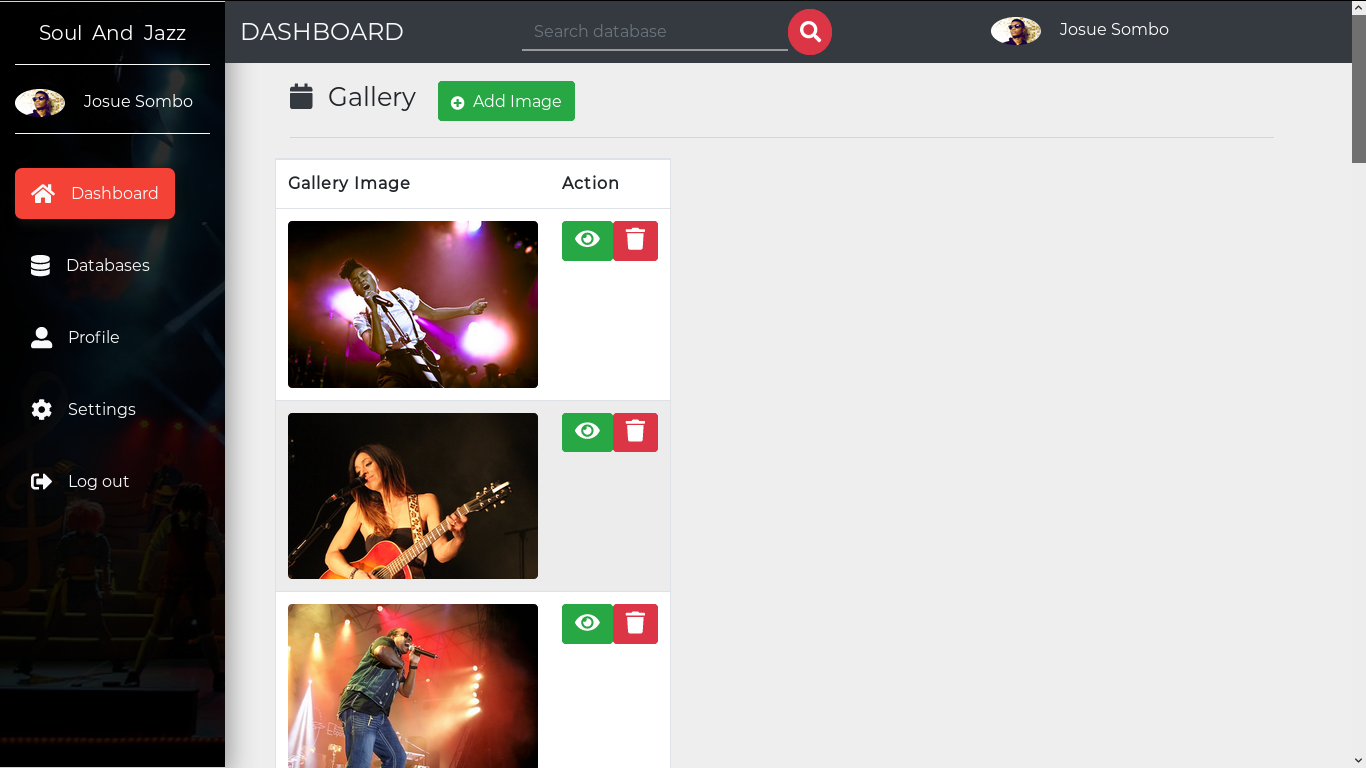 Soul And Jazz
Josue Sombo
Dashboard
Databases
Profile
Settings
Log out
DASHBOARD
Search database
Josue Sombo
Gallery
Add Image
Gallery Image
Action